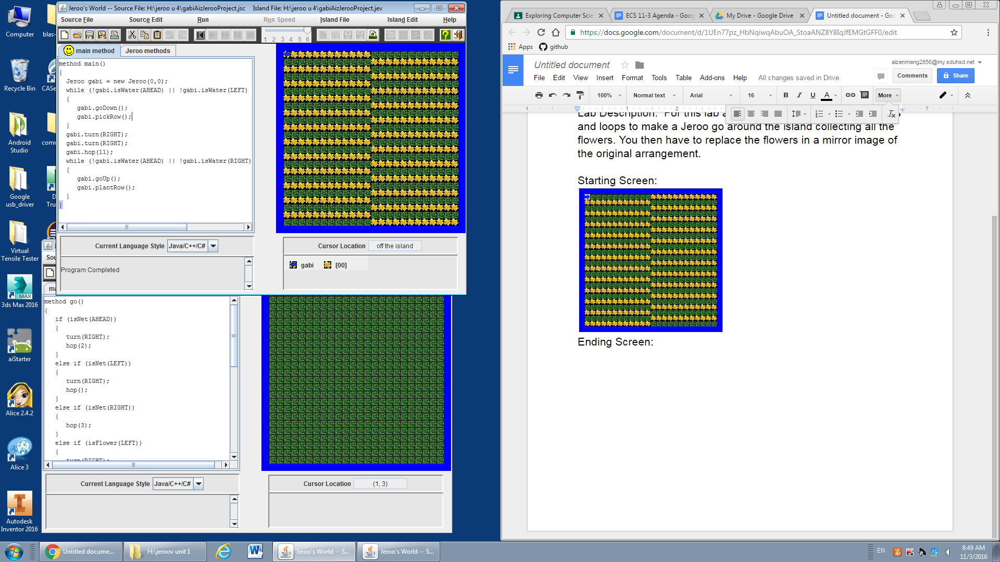 Computer
Recycle Bin
Android
Studio
Google
usb_driver
Virtual
Tensile Tester
3ds Max 2016
aiStarter
Alice 2.4.2
Alice 3
Autodesk
Inventor 2016
blas-
CASe
comr
Tru
Jeroo's World -- Source File: H:\jeroo u 4\gabiAizJerooProject.jsc    Island File: H:\jeroo u 4\gabiAizJerooProject.jev
Source File Source Edit Run Run Speed Island File Island Edit Help
1 2 3 4 5 6
main method Jeroo methods
method main()
{
Jeroo gabi = new Jeroo(0,0);
while (!gabi.isWater(AHEAD) || !gabi.isWater(LEFT)
{
gabi.goDown();
gabi.pickRow();
}
gabi.turn(RIGHT);
gabi.turn(RIGHT);
gabi.hop(11);
while (!gabi.isWater(AHEAD) || !gabi.isWater(RIGHT)
{
gabi.goUp();
gabi.plantRow();
}
}
Current Language Style Java/C++/C#
Program Completed
Cursor Location off the island
gabi [00]
Sou
ma
method go()
{
if (isNet(AHEAD))
{
turn(RIGHT);
hop(2);
}
else if (isNet(LEFT))
{
turn(RIGHT);
hop();
}
else if (isNet(RIGHT))
{
hop(3);
}
else if (isFlower(LEFT))
{
turn(RIGHT);
Current Language Style Java/C++/C#
Cursor Location (1, 3)
Exploring Computer Scie ECS 11-3 Agenda - Goog My Drive - Google Drive Untitled document - Goo
https://docs.google.com/document/d/1UEn77pz_HbNqiwqAbuOA_StoaANZ8Y8IqJfEMGtGFF0/edit
Apps github
Untitled document
aizenmang2856@my.sduhsd.net
File Edit View Insert Format Tools Table Add-ons Help All changes saved in Drive
Comments Share
100% Normal text Arial 16 B I U A More
1 1 2 7
Lab Description: For this lab a
and loops to make a Jeroo go around the island collecting all the
flowers. You then have to replace the flowers in a mirror image of
the original arrangement.
Starting Screen:
Ending Screen:
Untitled docume...
H:\jeroov unit 1
Jeroo's World -- S...
Jeroo's World -- S...
EN
8:49 AM
11/3/2016